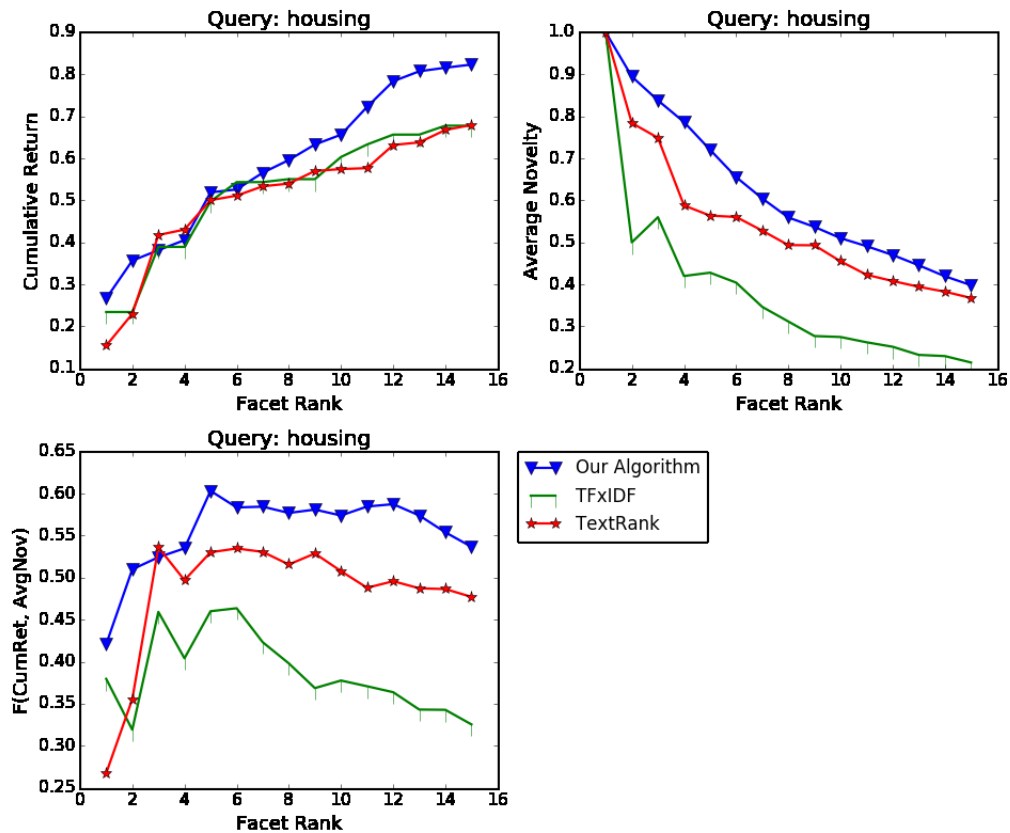 Query: housing
Cumulative Return
0.9
0.8
0.7
0.6
0.5
0.4
0.3
0.2
0.1
0 2 4 6 8 10 12 14 16
Facet Rank
Query: housing
Average Novelty
1.0
0.9
0.8
0.7
0.6
0.5
0.4
0.3
0.2
0 2 4 6 8 10 12 14 16
Facet Rank
Query: housing
F(CumRet, AvgNov)
0.65
0.60
0.55
0.50
0.45
0.40
0.35
0.30
0.25
0 2 4 6 8 10 12 14 16
Facet Rank
Our Algorithm
TFxIDF
TextRank